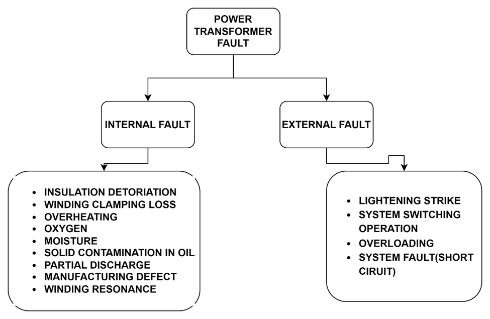 POWER
TRANSFORMER
FAULT
INTERNAL FAULT
EXTERNAL FAULT
• INSULATION DETORIATION
• WINDING CLAMPING LOSS
• OVERHEATING
• OXYGEN
• MOISTURE
• SOLID CONTAMINATION IN OIL
• PARTIAL DISCHARGE
• MANUFACTURING DEFECT
• WINDING RESONANCE
• LIGHTENING STRIKE
• SYSTEM SWITCHING
OPERATION
• OVERLOADING
• SYSTEM FAULT(SHORT
CIRUIT)